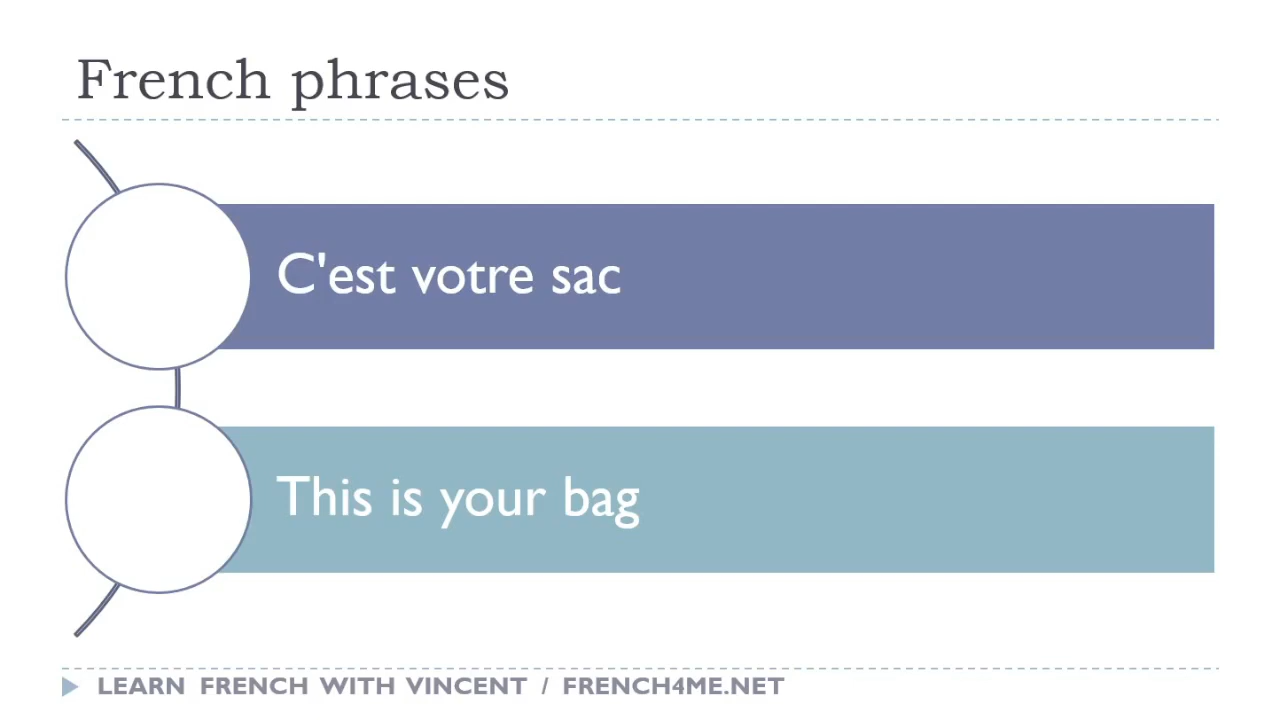 French phrases
C'est votre sac
This is your bag
LEARN FRENCH WITH VINCENT / FRENCH4ME.NET